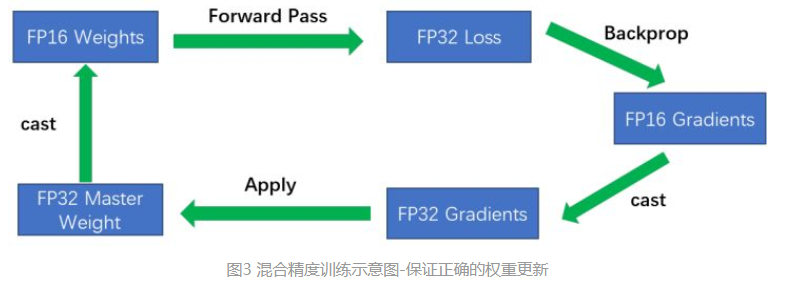 Forward Pass
FP16 Weights
FP32 Loss
Backprop
FP16 Gradients
cast
cast
FP32 Master
Weight
Apply
FP32 Gradients
图3 混合精度训练示意图-保证正确的权重更新